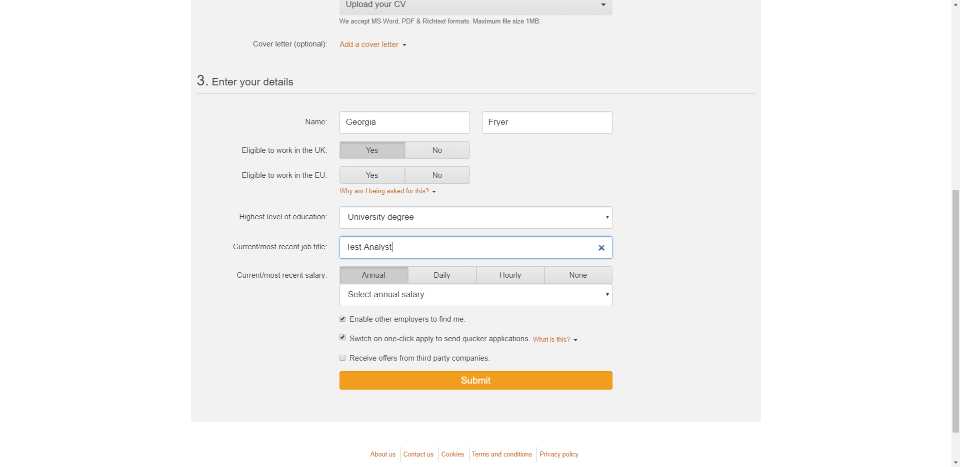 Upload your CV
We accept MS Word, PDF & Richtext formats. Maximum file size 1MB.
Cover letter (optional): Add a cover letter
3. Enter your details
Name: Georgia Fryer
Eligible to work in the UK: Yes No
Eligible to work in the EU: Yes No
Why am I being asked for this?
Highest level of education: University degree
Current/most recent job title: Test Analyst
Current/most recent salary: Annual Daily Hourly None
Select annual salary
Enable other employers to find me.
Switch on one-click apply to send quicker applications. What is this?
Receive offers from third party companies.
Submit
About us Contact us Cookies Terms and conditions Privacy policy